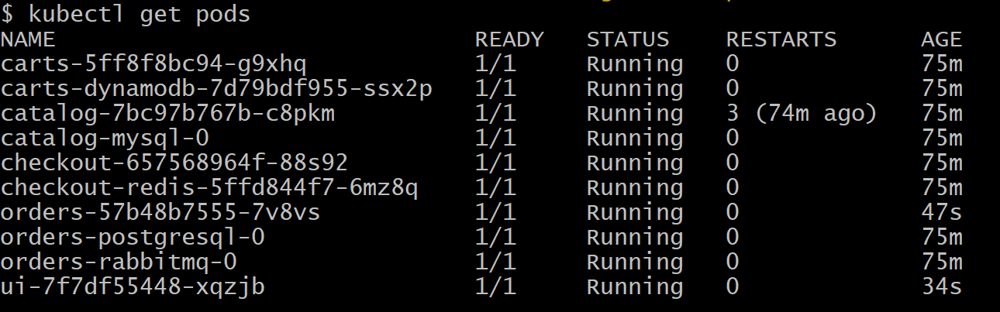 $ kubectl get pods
NAME READY STATUS RESTARTS AGE
carts-5ff8f8bc94-g9xhq 1/1 Running 0 75m
carts-dynamodb-7d79bdf955-ssx2p 1/1 Running 0 75m
catalog-7bc97b767b-c8pkm 1/1 Running 3 (74m ago) 75m
catalog-mysql-0 1/1 Running 0 75m
checkout-657568964f-88s92 1/1 Running 0 75m
checkout-redis-5ffd844f7-6mz8q 1/1 Running 0 75m
orders-57b48b7555-7v8vs 1/1 Running 0 47s
orders-postgresql-0 1/1 Running 0 75m
orders-rabbitmq-0 1/1 Running 0 75m
ui-7f7df55448-xqzjb 1/1 Running 0 34s